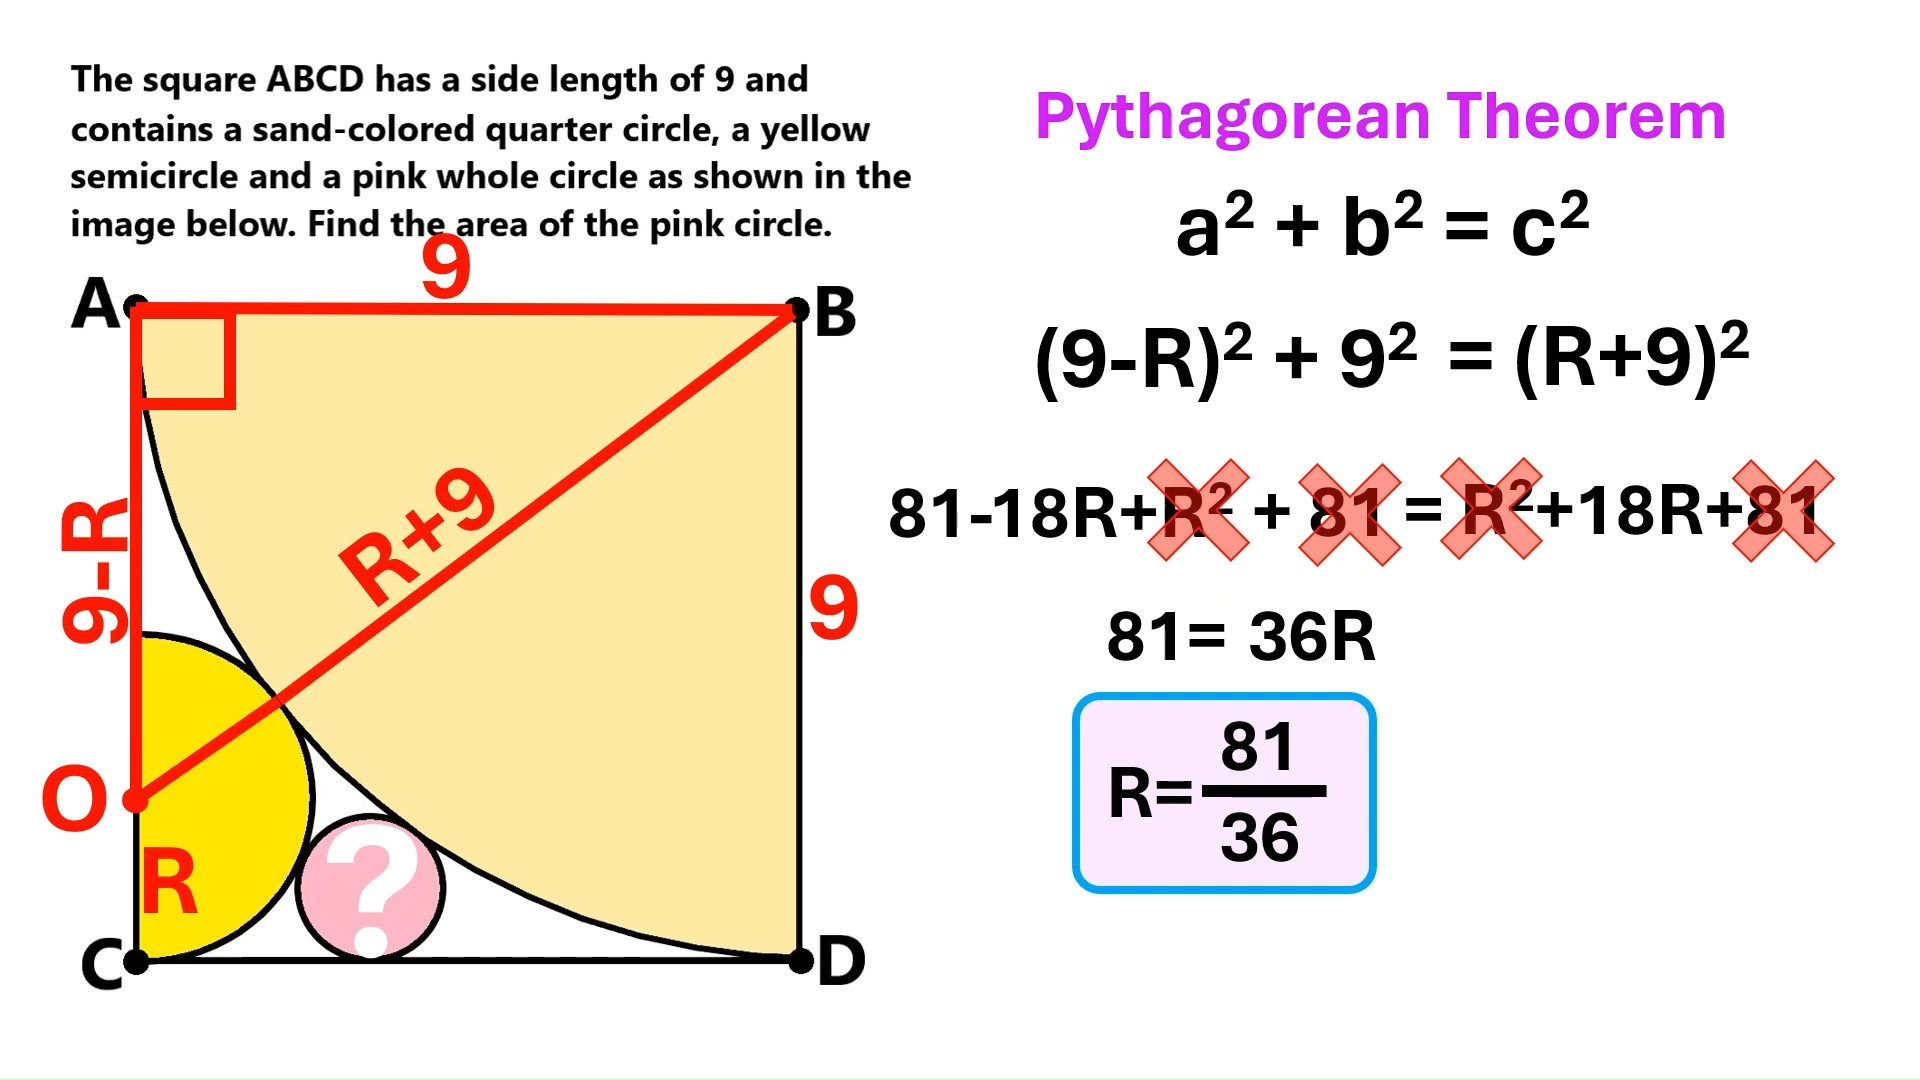 The square ABCD has a side length of 9 and
contains a sand-colored quarter circle, a yellow
semicircle and a pink whole circle as shown in the
image below. Find the area of the pink circle.
9
A
B
9-R
R+9
9
O
R
?
C
D
Pythagorean Theorem
a² + b² = c²
(9-R)² + 9² = (R+9)²
81-18R+R² + 81 = R²+18R+81
81= 36R
R= 81
36